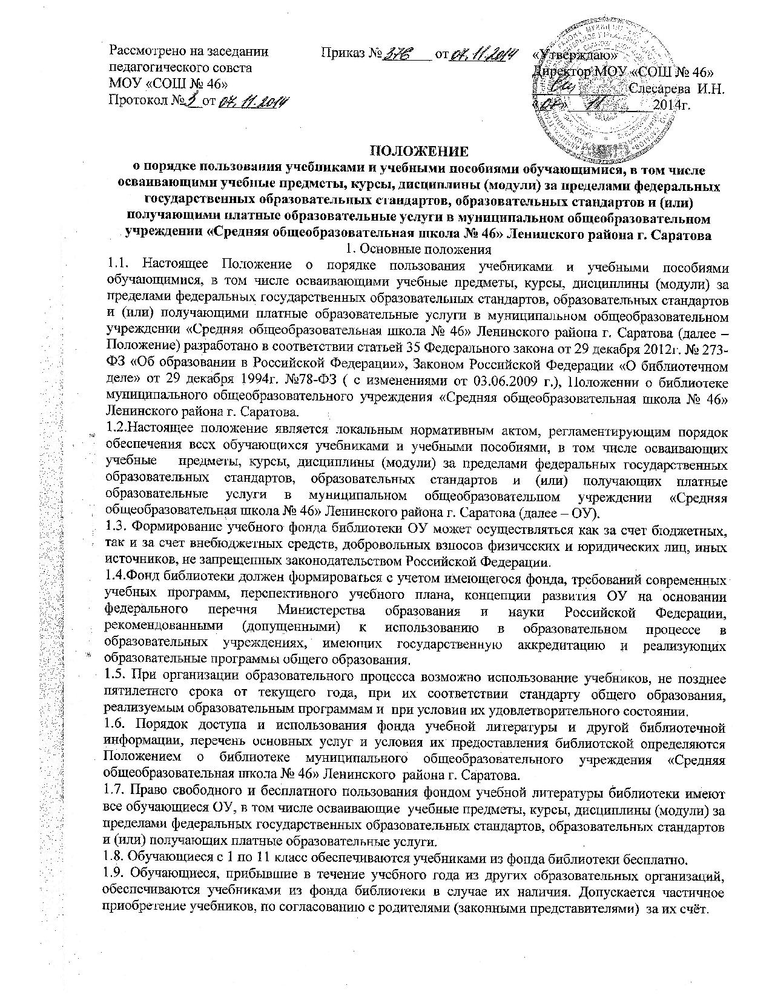 Рассмотрено на заседании
педагогического совета
МОУ «СОШ № 46»
Протокол № 3 от 07.11.2014
Приказ № 376 от 07.11.2014
«Утверждаю»
Директор МОУ «СОШ № 46»
Слесарева И.Н.
«07» 11 2014г.
ПОЛОЖЕНИЕ
о порядке пользования учебниками и учебными пособиями обучающимися, в том числе
осваивающими учебные предметы, курсы, дисциплины (модули) за пределами федеральных
государственных образовательных стандартов, образовательных стандартов и (или)
получающими платные образовательные услуги в муниципальном общеобразовательном
учреждении «Средняя общеобразовательная школа № 46» Ленинского района г. Саратова
1. Основные положения
1.1. Настоящее Положение о порядке пользования учебниками и учебными пособиями
обучающимися, в том числе осваивающими учебные предметы, курсы, дисциплины (модули) за
пределами федеральных государственных образовательных стандартов, образовательных стандартов
и (или) получающими платные образовательные услуги в муниципальном общеобразовательном
учреждении «Средняя общеобразовательная школа № 46» Ленинского района г. Саратова (далее –
Положение) разработано в соответствии статьей 35 Федерального закона от 29 декабря 2012г. № 273-
ФЗ «Об образовании в Российской Федерации», Законом Российской Федерации «О библиотечном
деле» от 29 декабря 1994г. №78-ФЗ ( с изменениями от 03.06.2009 г.), Положении о библиотеке
муниципального общеобразовательного учреждения «Средняя общеобразовательная школа № 46»
Ленинского района г. Саратова.
1.2.Настоящее положение является локальным нормативным актом, регламентирующим порядок
обеспечения всех обучающихся учебниками и учебными пособиями, в том числе осваивающих
учебные предметы, курсы, дисциплины (модули) за пределами федеральных государственных
образовательных стандартов, образовательных стандартов и (или) получающих платные
образовательные услуги в муниципальном общеобразовательном учреждении «Средняя
общеобразовательная школа № 46» Ленинского района г. Саратова (далее – ОУ).
1.3. Формирование учебного фонда библиотеки ОУ может осуществляться как за счет бюджетных,
так и за счет внебюджетных средств, добровольных взносов физических и юридических лиц, иных
источников, не запрещенных законодательством Российской Федерации.
1.4.Фонд библиотеки должен формироваться с учетом имеющегося фонда, требований современных
учебных программ, перспективного учебного плана, концепции развития ОУ на основании
федерального перечня Министерства образования и науки Российской Федерации,
рекомендованными (допущенными) к использованию в образовательном процессе в
образовательных учреждениях, имеющих государственную аккредитацию и реализующих
образовательные программы общего образования.
1.5. При организации образовательного процесса возможно использование учебников, не позднее
пятилетнего срока от текущего года, при их соответствии стандарту общего образования,
реализуемым образовательным программам и при условии их удовлетворительного состоянии.
1.6. Порядок доступа и использования фонда учебной литературы и другой библиотечной
информации, перечень основных услуг и условия их предоставления библиотекой определяются
Положением о библиотеке муниципального общеобразовательного учреждения «Средняя
общеобразовательная школа № 46» Ленинского района г. Саратова.
1.7. Право свободного и бесплатного пользования фондом учебной литературы библиотеки имеют
все обучающиеся ОУ, в том числе осваивающие учебные предметы, курсы, дисциплины (модули) за
пределами федеральных государственных образовательных стандартов, образовательных стандартов
и (или) получающих платные образовательные услуги.
1.8. Обучающиеся с 1 по 11 класс обеспечиваются учебниками из фонда библиотеки бесплатно.
1.9. Обучающиеся, прибывшие в течение учебного года из других образовательных организаций,
обеспечиваются учебниками из фонда библиотеки в случае их наличия. Допускается частичное
приобретение учебников, по согласованию с родителями (законными представителями) за их счёт.